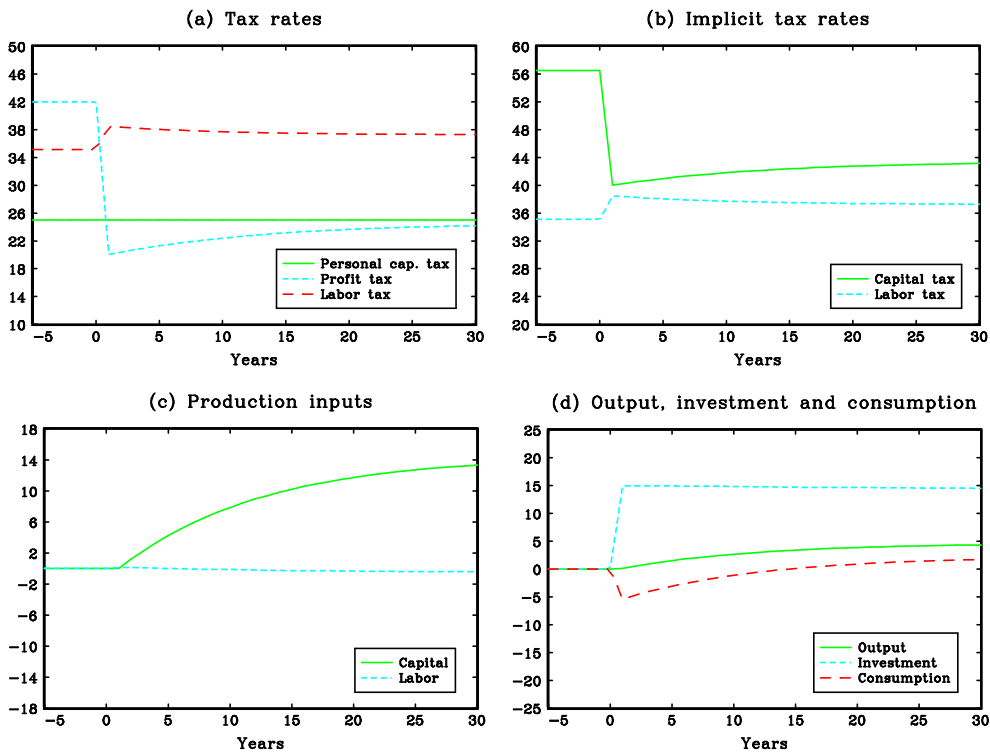 (a) Tax rates
50
46
42
38
34
30
26
22
18
14
10
-5 0 5 10 15 20 25 30
Years
Personal cap. tax
Profit tax
Labor tax
(b) Implicit tax rates
60
56
52
48
44
40
36
32
28
24
20
-5 0 5 10 15 20 25 30
Years
Capital tax
Labor tax
(c) Production inputs
18
14
10
6
2
-2
-6
-10
-14
-18
-5 0 5 10 15 20 25 30
Years
Capital
Labor
(d) Output, investment and consumption
25
20
15
10
5
0
-5
-10
-15
-20
-25
-5 0 5 10 15 20 25 30
Years
Output
Investment
Consumption